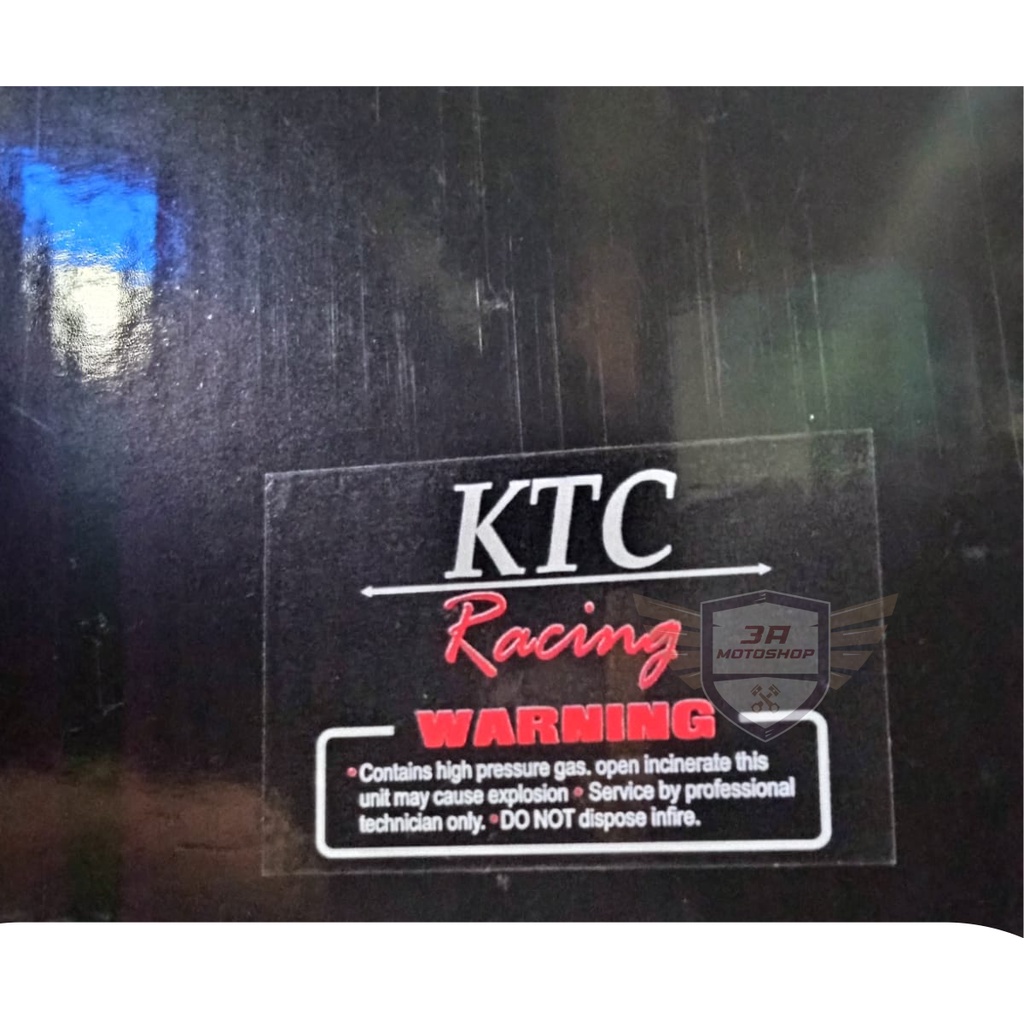 KTC
Racing
3A
MOTOSHOP
WARNING
•Contains high pressure gas. open incinerate this
unit may cause explosion • Service by professional
technician only. •DO NOT dispose infire.